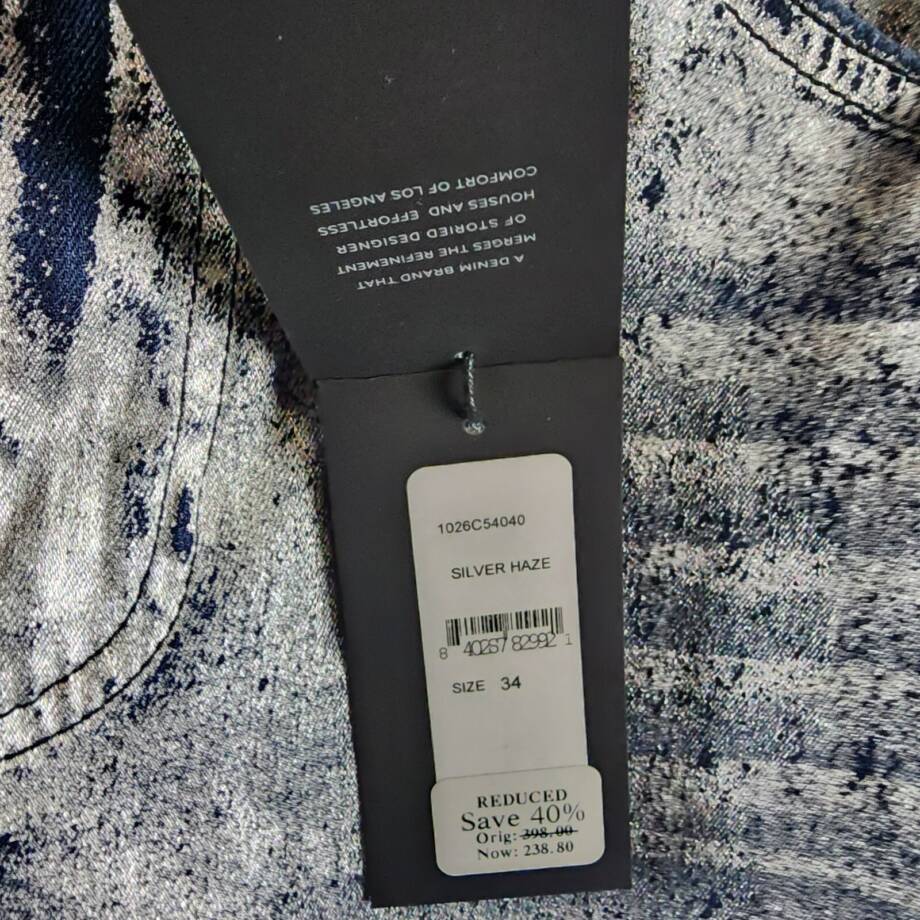 A DENIM BRAND THAT
MERGES THE REFINEMENT
OF STORIED DESIGNER
HOUSES AND EFFORTLESS
COMFORT OF LOS ANGELES
1026C54040
SILVER HAZE
8 40257 82992 1
SIZE 34
REDUCED
Save 40%
Orig: 398.00
Now: 238.80